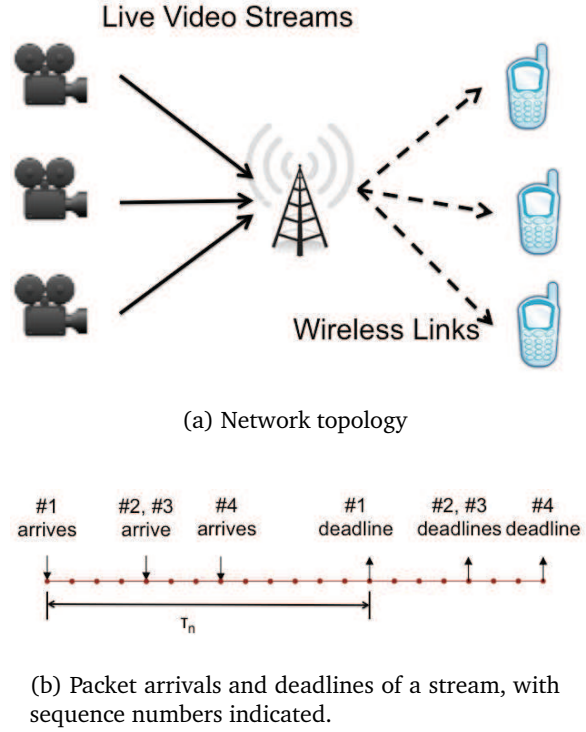 Live Video Streams
Wireless Links
(a) Network topology
#1 #2, #3 #4 #1 #2, #3 #4
arrives arrive arrives deadline deadlines deadline
τn
(b) Packet arrivals and deadlines of a stream, with
sequence numbers indicated.